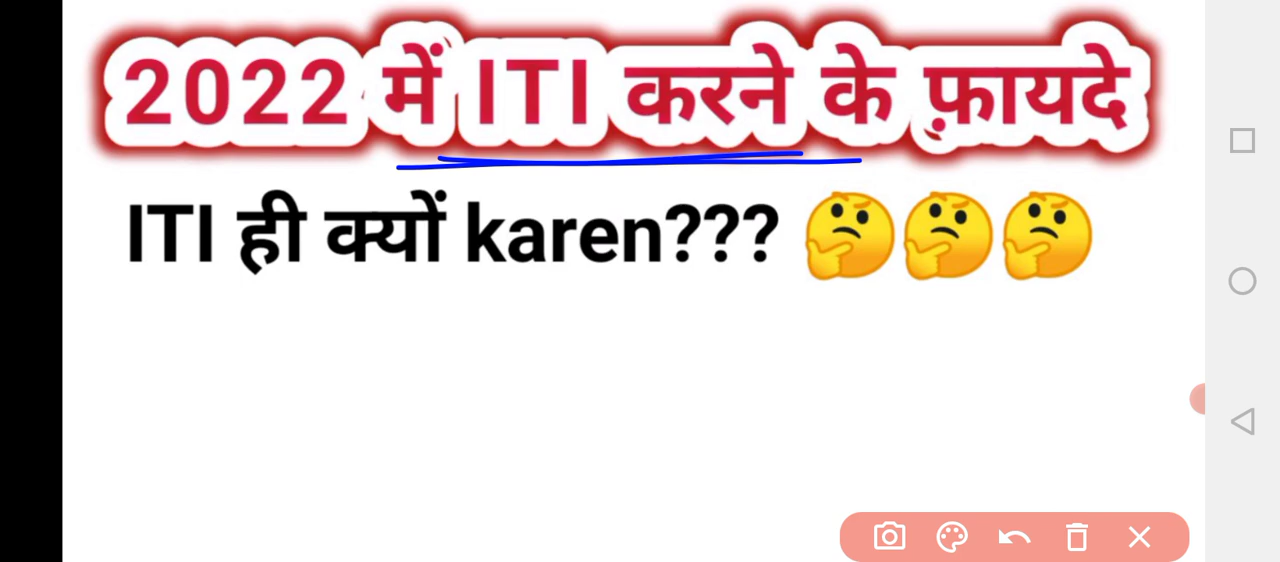 2022 में ITI करने के फ़ायदे
ITI ही क्यों karen??? 🤔🤔🤔